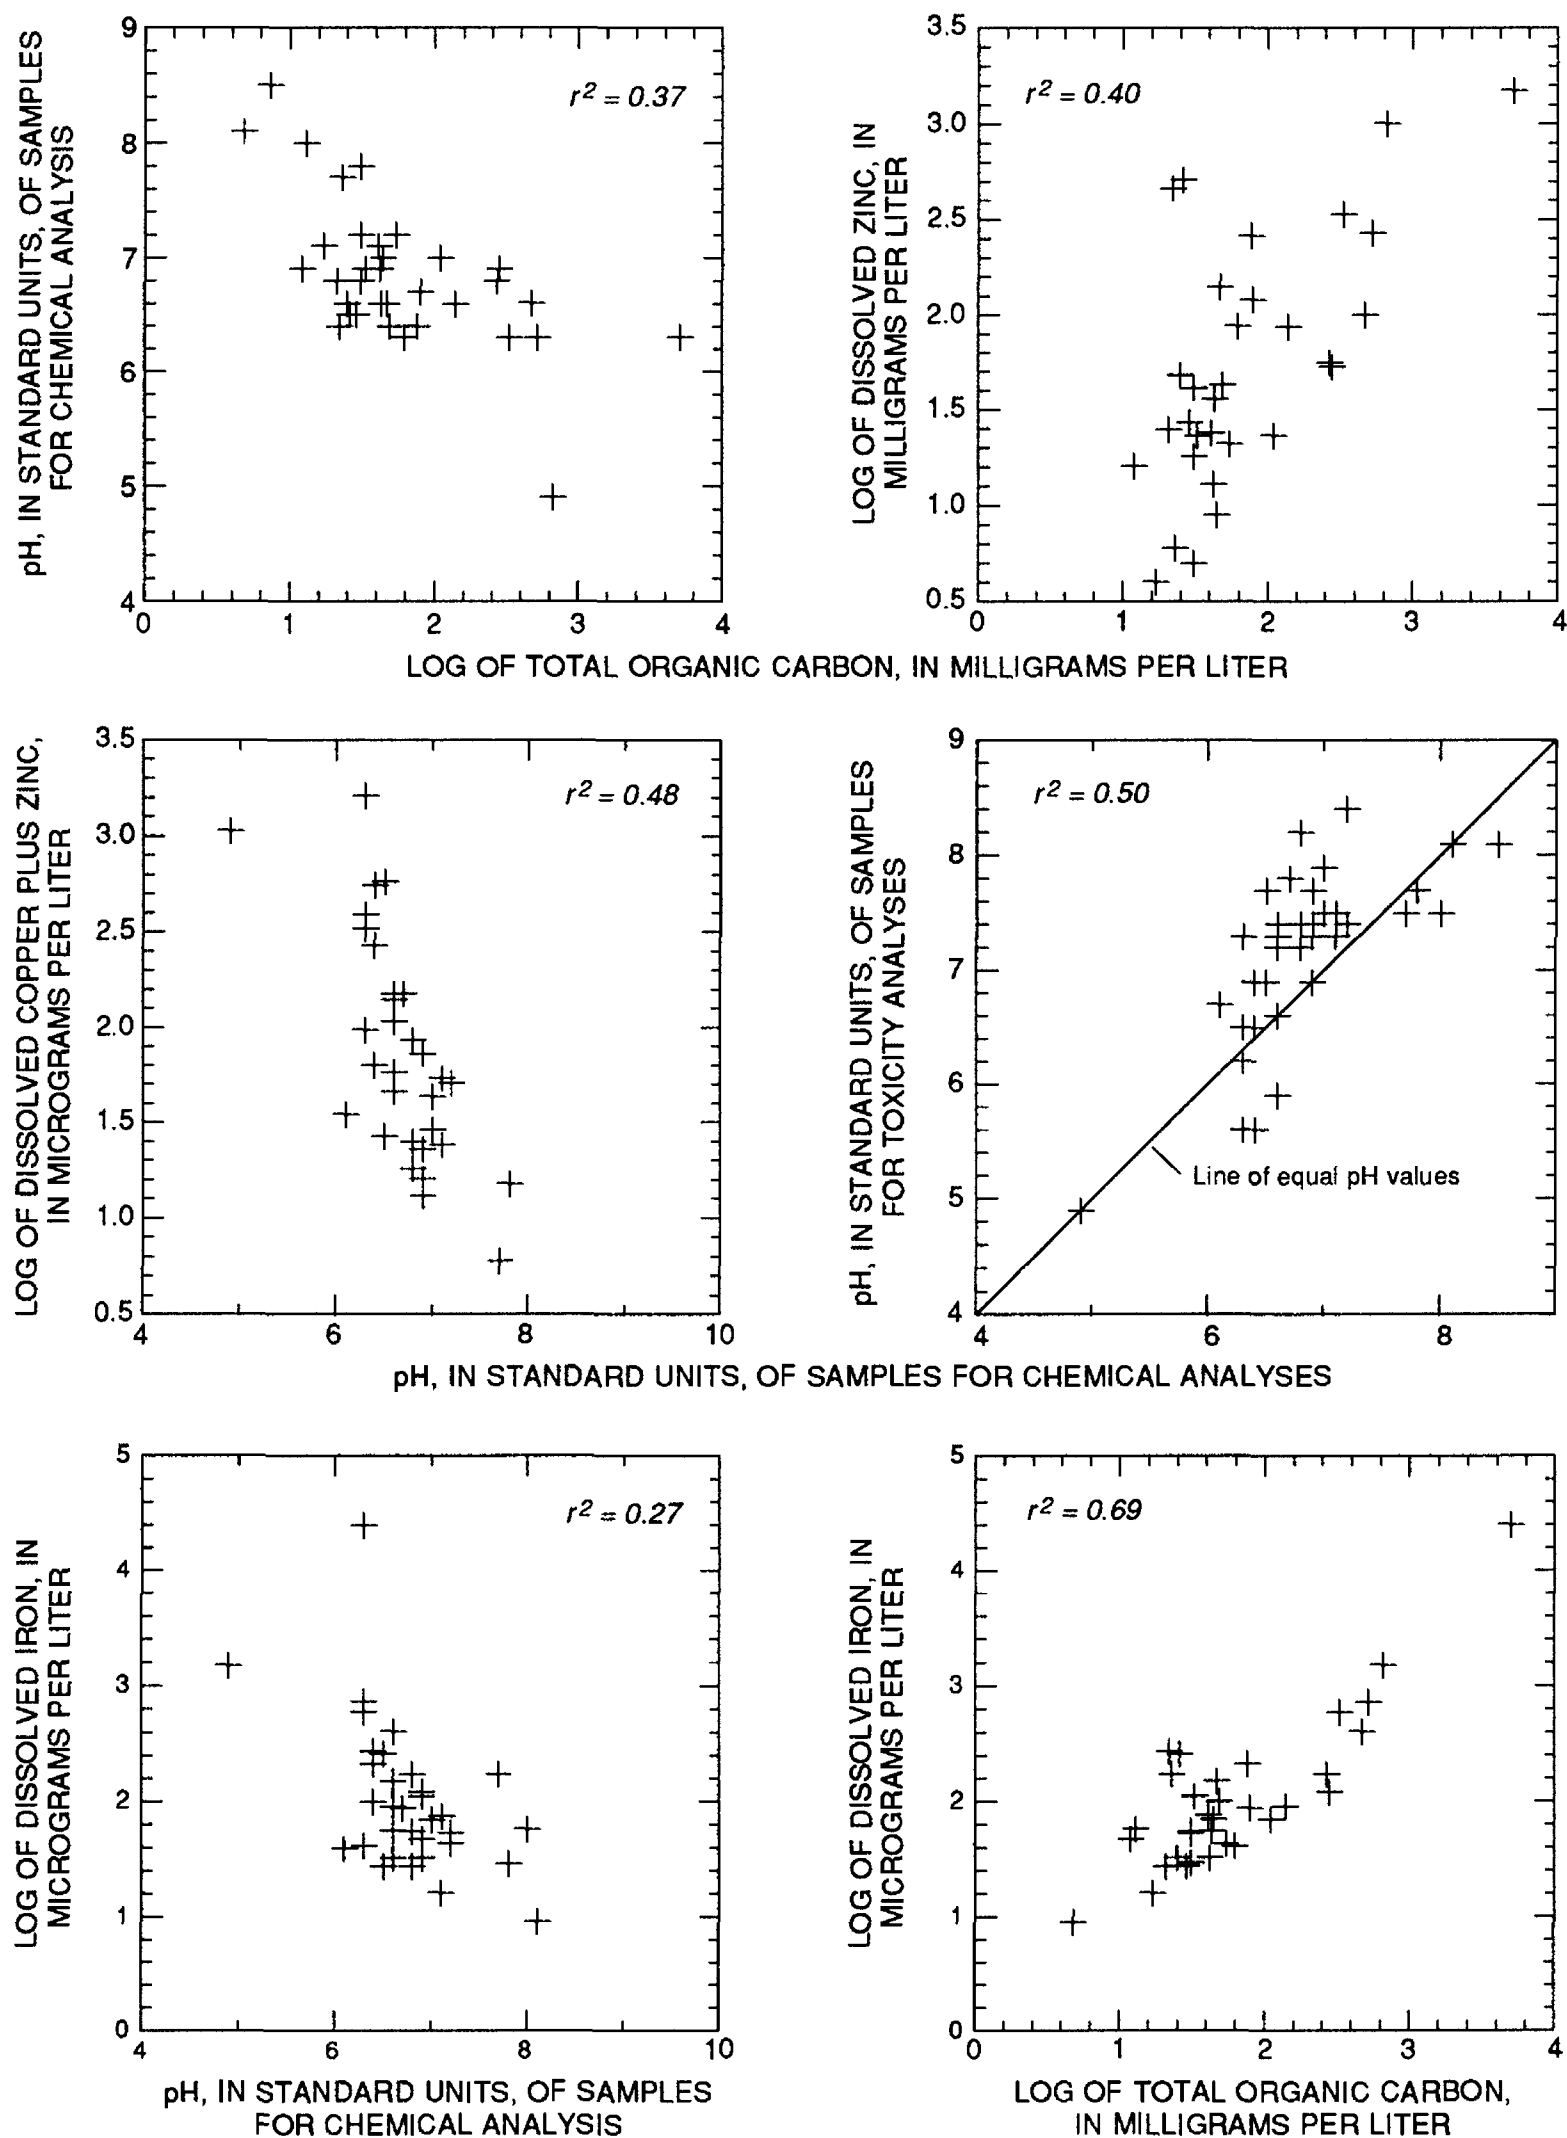 pH, IN STANDARD UNITS, OF SAMPLES
FOR CHEMICAL ANALYSIS
9
8
7
6
5
4
r2 = 0.37
0
1
2
3
4
LOG OF DISSOLVED ZINC, IN
MILLIGRAMS PER LITER
3.5
3.0
2.5
2.0
1.5
1.0
0.5
r2 = 0.40
0
1
2
3
4
LOG OF TOTAL ORGANIC CARBON, IN MILLIGRAMS PER LITER
LOG OF DISSOLVED COPPER PLUS ZINC,
IN MICROGRAMS PER LITER
3.5
3.0
2.5
2.0
1.5
1.0
0.5
r2 = 0.48
4
6
8
10
pH, IN STANDARD UNITS, OF SAMPLES
FOR TOXICITY ANALYSES
9
8
7
6
5
4
r2 = 0.50
Line of equal pH values
4
6
8
pH, IN STANDARD UNITS, OF SAMPLES FOR CHEMICAL ANALYSES
LOG OF DISSOLVED IRON, IN
MICROGRAMS PER LITER
5
4
3
2
1
0
r2 = 0.27
4
6
8
10
pH, IN STANDARD UNITS, OF SAMPLES
FOR CHEMICAL ANALYSIS
LOG OF DISSOLVED IRON, IN
MICROGRAMS PER LITER
5
4
3
2
1
0
r2 = 0.69
0
1
2
3
4
LOG OF TOTAL ORGANIC CARBON,
IN MILLIGRAMS PER LITER